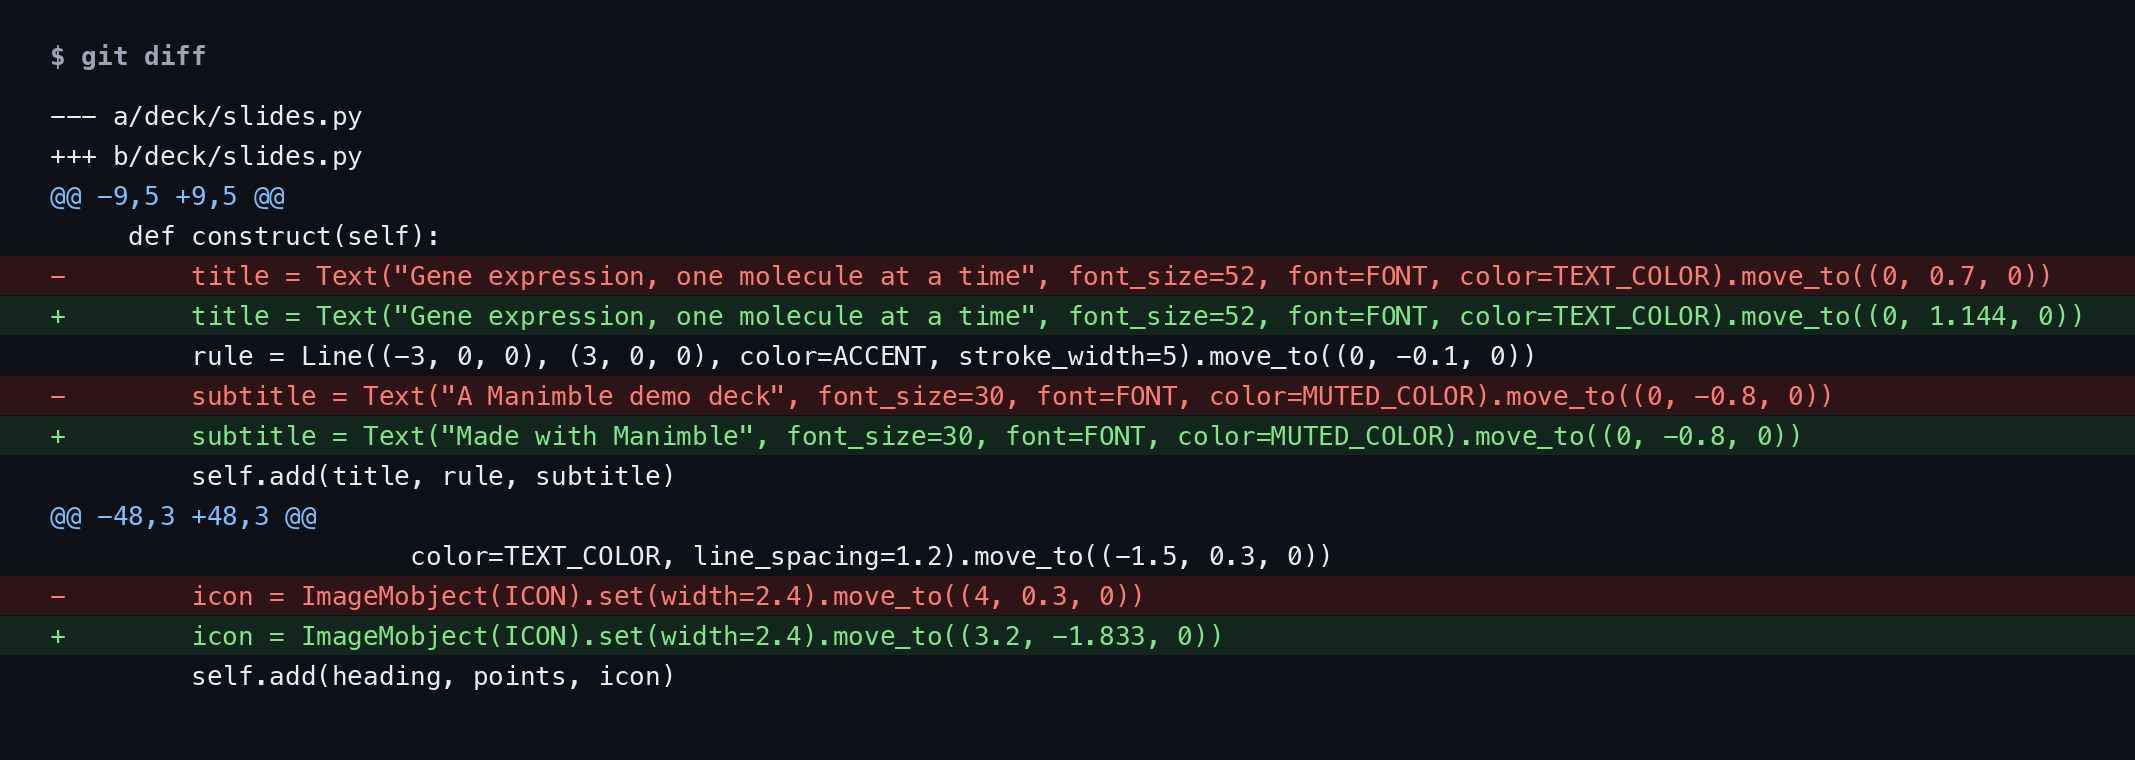 $ git diff
--- a/deck/slides.py
+++ b/deck/slides.py
@@ -9,5 +9,5 @@
     def construct(self):
-        title = Text("Gene expression, one molecule at a time", font_size=52, font=FONT, color=TEXT_COLOR).move_to((0, 0.7, 0))
+        title = Text("Gene expression, one molecule at a time", font_size=52, font=FONT, color=TEXT_COLOR).move_to((0, 1.144, 0))
         rule = Line((-3, 0, 0), (3, 0, 0), color=ACCENT, stroke_width=5).move_to((0, -0.1, 0))
-        subtitle = Text("A Manimble demo deck", font_size=30, font=FONT, color=MUTED_COLOR).move_to((0, -0.8, 0))
+        subtitle = Text("Made with Manimble", font_size=30, font=FONT, color=MUTED_COLOR).move_to((0, -0.8, 0))
         self.add(title, rule, subtitle)
@@ -48,3 +48,3 @@
                       color=TEXT_COLOR, line_spacing=1.2).move_to((-1.5, 0.3, 0))
-        icon = ImageMobject(ICON).set(width=2.4).move_to((4, 0.3, 0))
+        icon = ImageMobject(ICON).set(width=2.4).move_to((3.2, -1.833, 0))
         self.add(heading, points, icon)